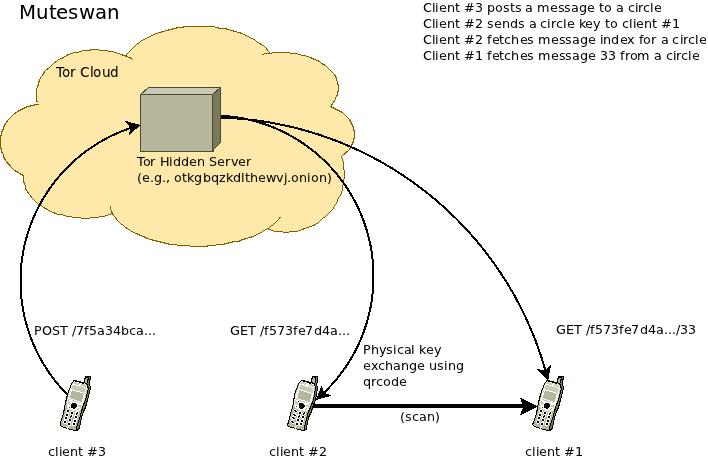 Muteswan
Client #3 posts a message to a circle
Client #2 sends a circle key to client #1
Client #2 fetches message index for a circle
Client #1 fetches message 33 from a circle
Tor Cloud
Tor Hidden Server
(e.g., otkgbqzkdlthewvj.onion)
POST /7f5a34bca...
GET /f573fe7d4a...
GET /f573fe7d4a.../33
Physical key
exchange using
qrcode
(scan)
client #3
client #2
client #1